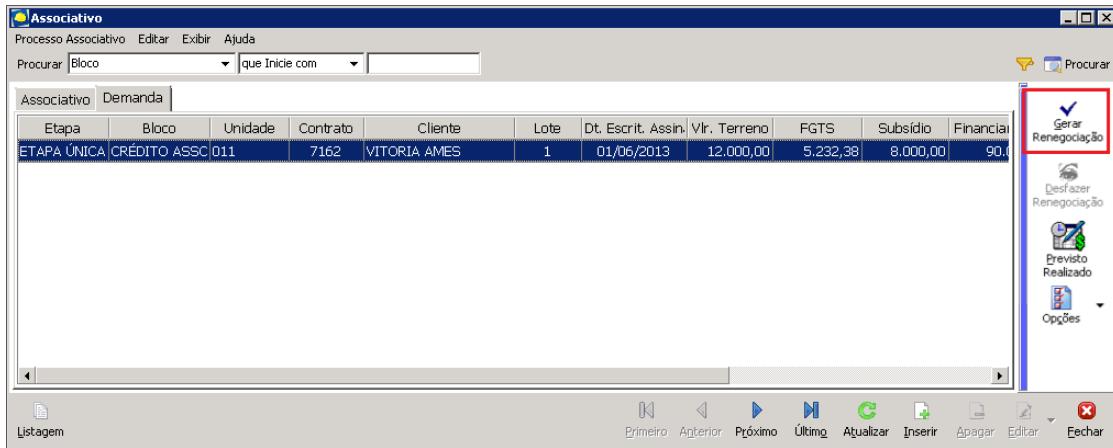 Associativo
Processo Associativo Editar Exibir Ajuda
Procurar Bloco que Inicie com Procurar
Associativo Demanda
Etapa Bloco Unidade Contrato Cliente Lote Dt. Escrit. Assin. Vlr. Terreno FGTS Subsídio Financiar
ETAPA ÚNICA CRÉDITO ASSC 011 7162 VITORIA AMES 1 01/06/2013 12.000,00 5.232,38 8.000,00 90.0
Gerar
Renegociação
Desfazer
Renegociação
Previsto
Realizado
Opções
Listagem Primeiro Anterior Próximo Último Atualizar Inserir Apagar Editar Fechar